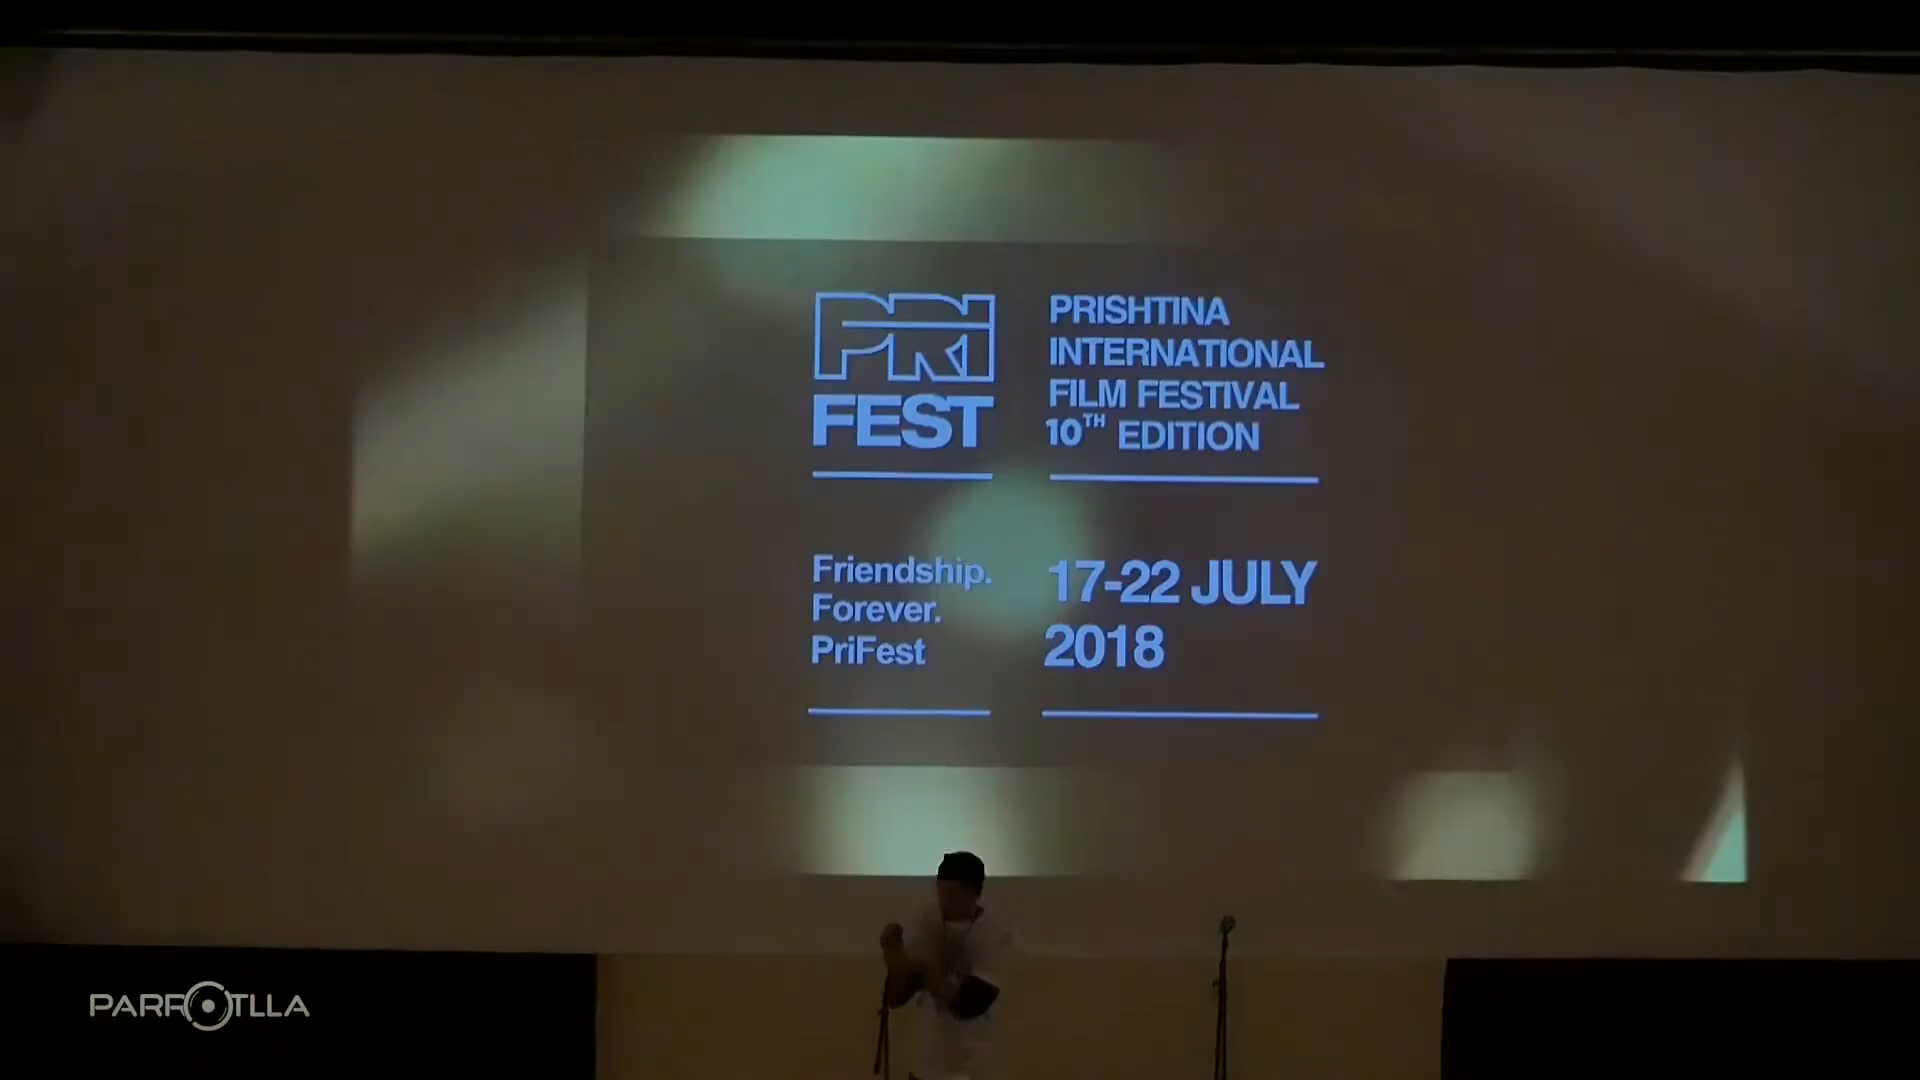 PRI
FEST
PRISHTINA
INTERNATIONAL
FILM FESTIVAL
10TH EDITION
Friendship.
Forever.
PriFest
17-22 JULY
2018
PARROTLLA